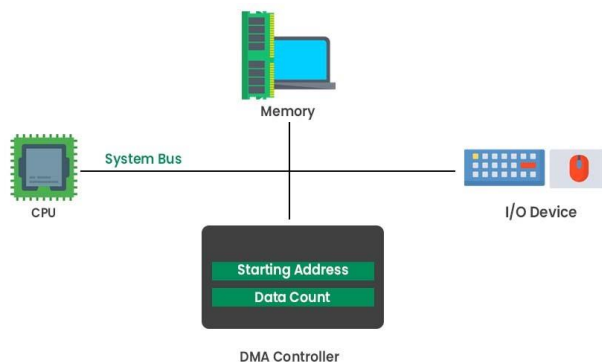 Memory
System Bus
CPU
I/O Device
Starting Address
Data Count
DMA Controller